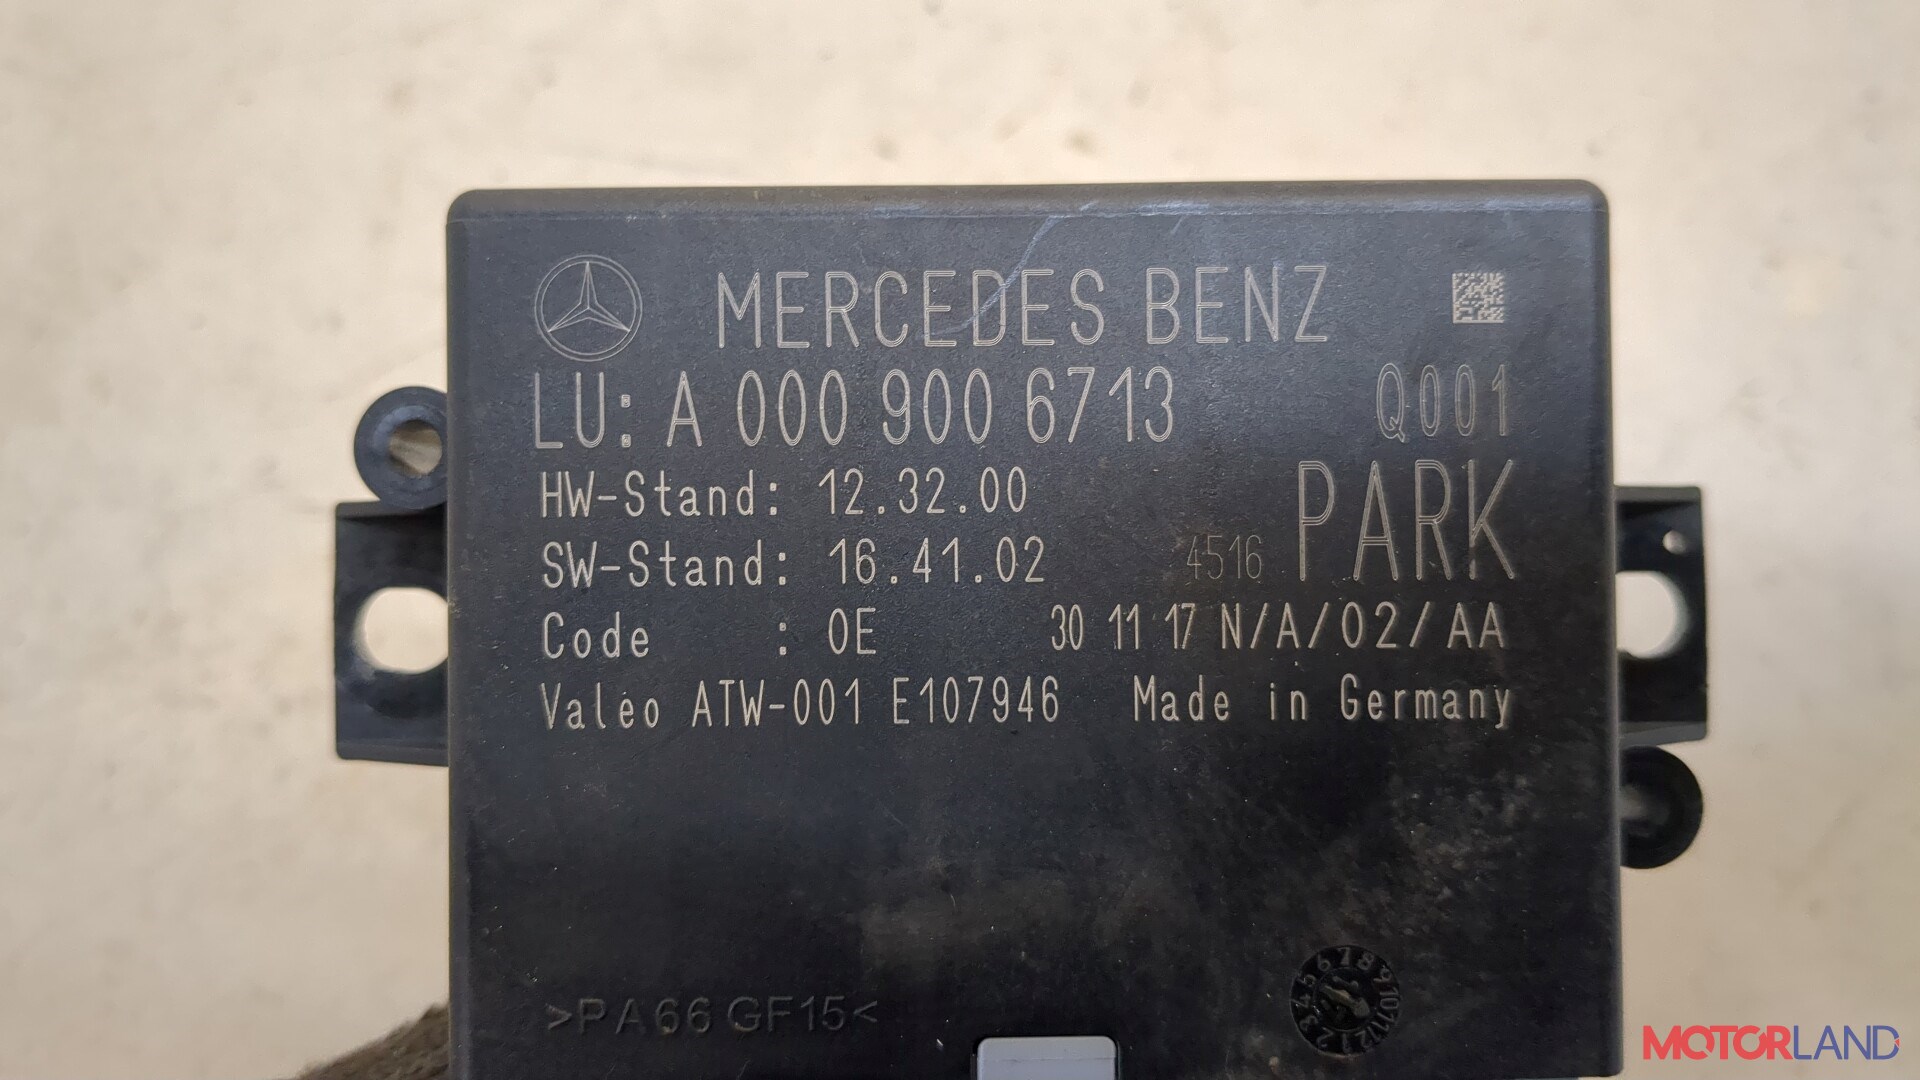 MERCEDES BENZ
LU: A 000 900 6713 Q001
HW-Stand: 12.32.00
SW-Stand: 16.41.02 4516 PARK
Code : 0E 30 11 17 N/A/02/AA
Valéo ATW-001 E107946 Made in Germany
>PA66 GF15<
MOTORLAND